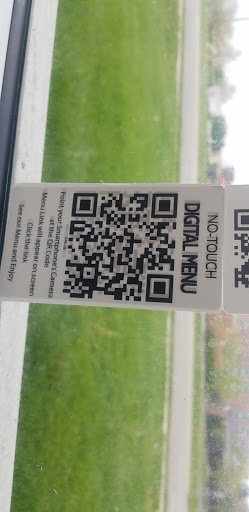 NO-TOUCH
DIGITAL MENU
Point your Smartphone's Camera
at the QR Code
Menu Link will appear on screen
Click the link
See our Menu and Enjoy